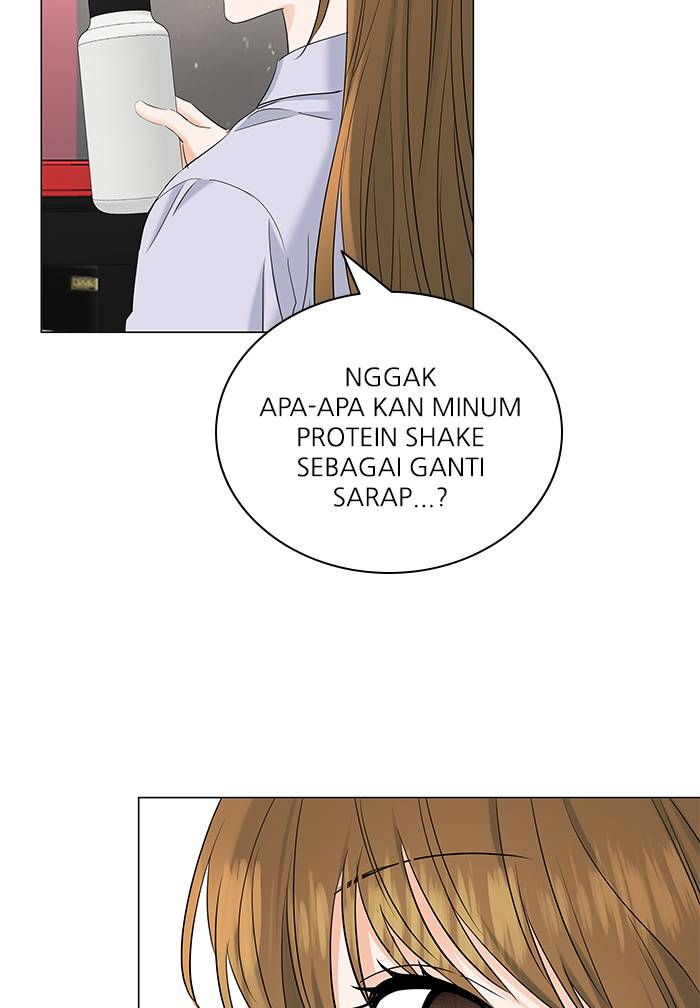 NGGAK
APA-APA KAN MINUM
PROTEIN SHAKE
SEBAGAI GANTI
SARAP...?